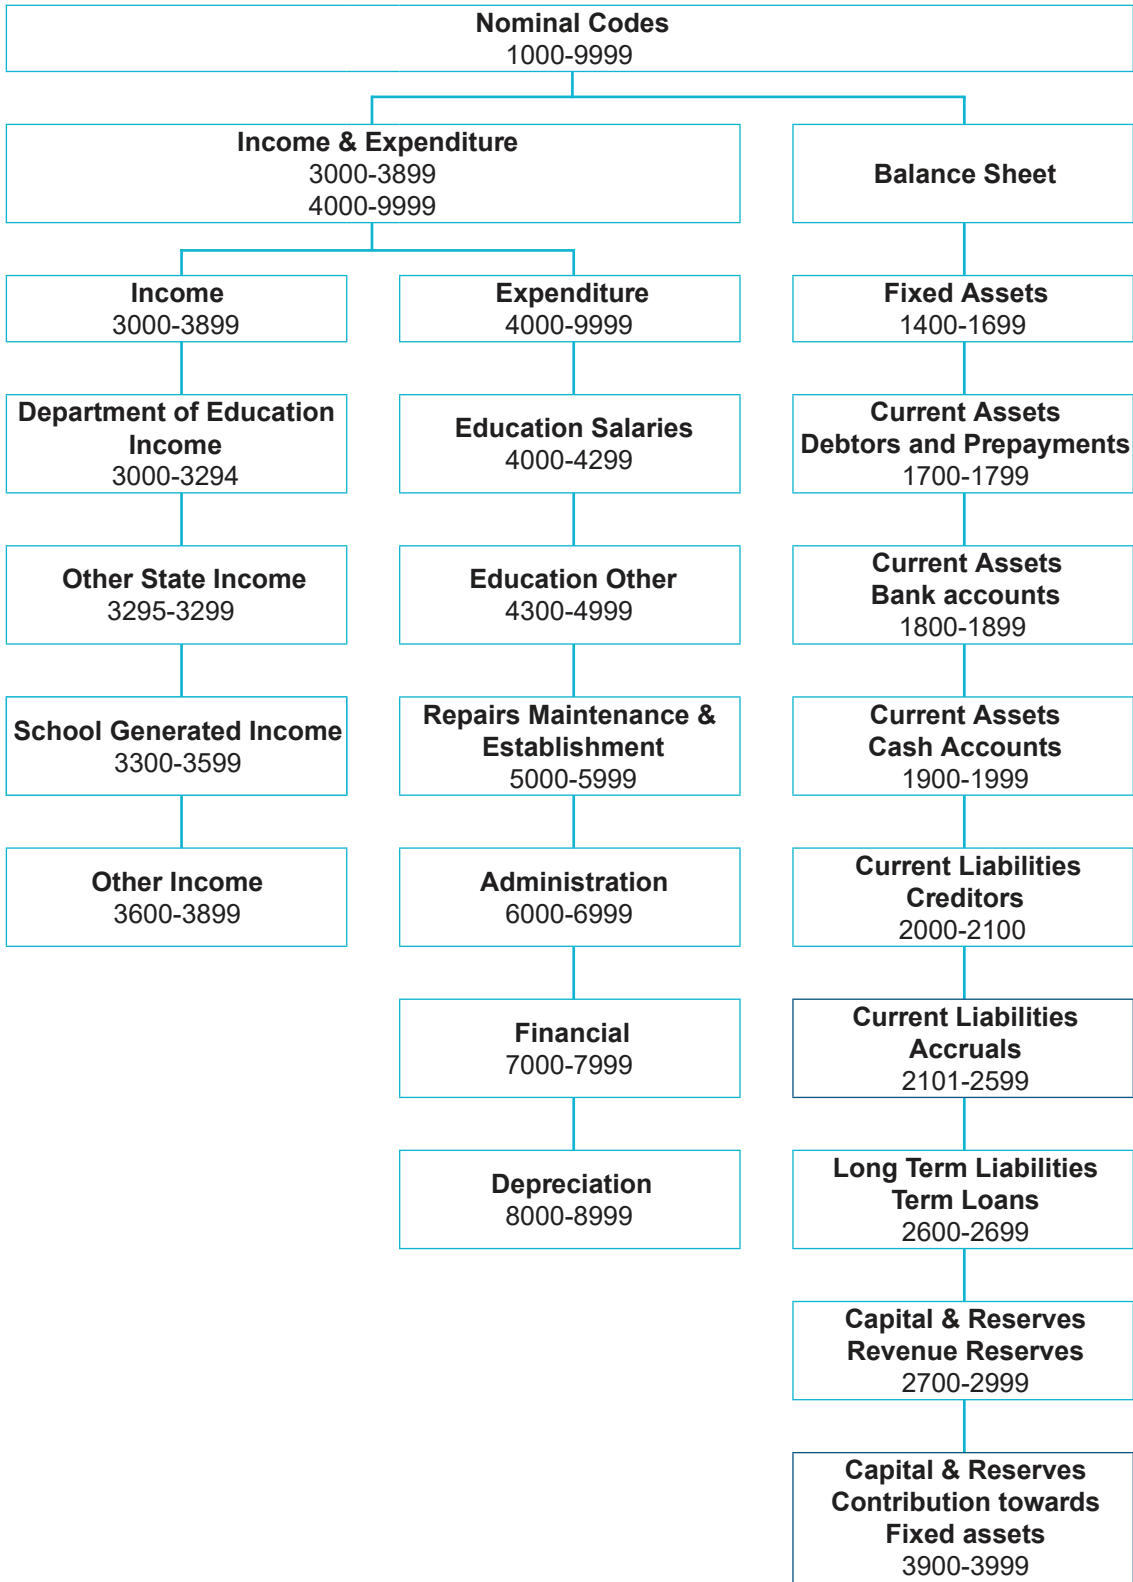 Nominal Codes
1000-9999
Income & Expenditure
3000-3899
4000-9999
Balance Sheet
Income
3000-3899
Expenditure
4000-9999
Fixed Assets
1400-1699
Department of Education
Income
3000-3294
Education Salaries
4000-4299
Current Assets
Debtors and Prepayments
1700-1799
Other State Income
3295-3299
Education Other
4300-4999
Current Assets
Bank accounts
1800-1899
School Generated Income
3300-3599
Repairs Maintenance &
Establishment
5000-5999
Current Assets
Cash Accounts
1900-1999
Other Income
3600-3899
Administration
6000-6999
Current Liabilities
Creditors
2000-2100
Financial
7000-7999
Current Liabilities
Accruals
2101-2599
Depreciation
8000-8999
Long Term Liabilities
Term Loans
2600-2699
Capital & Reserves
Revenue Reserves
2700-2999
Capital & Reserves
Contribution towards
Fixed assets
3900-3999